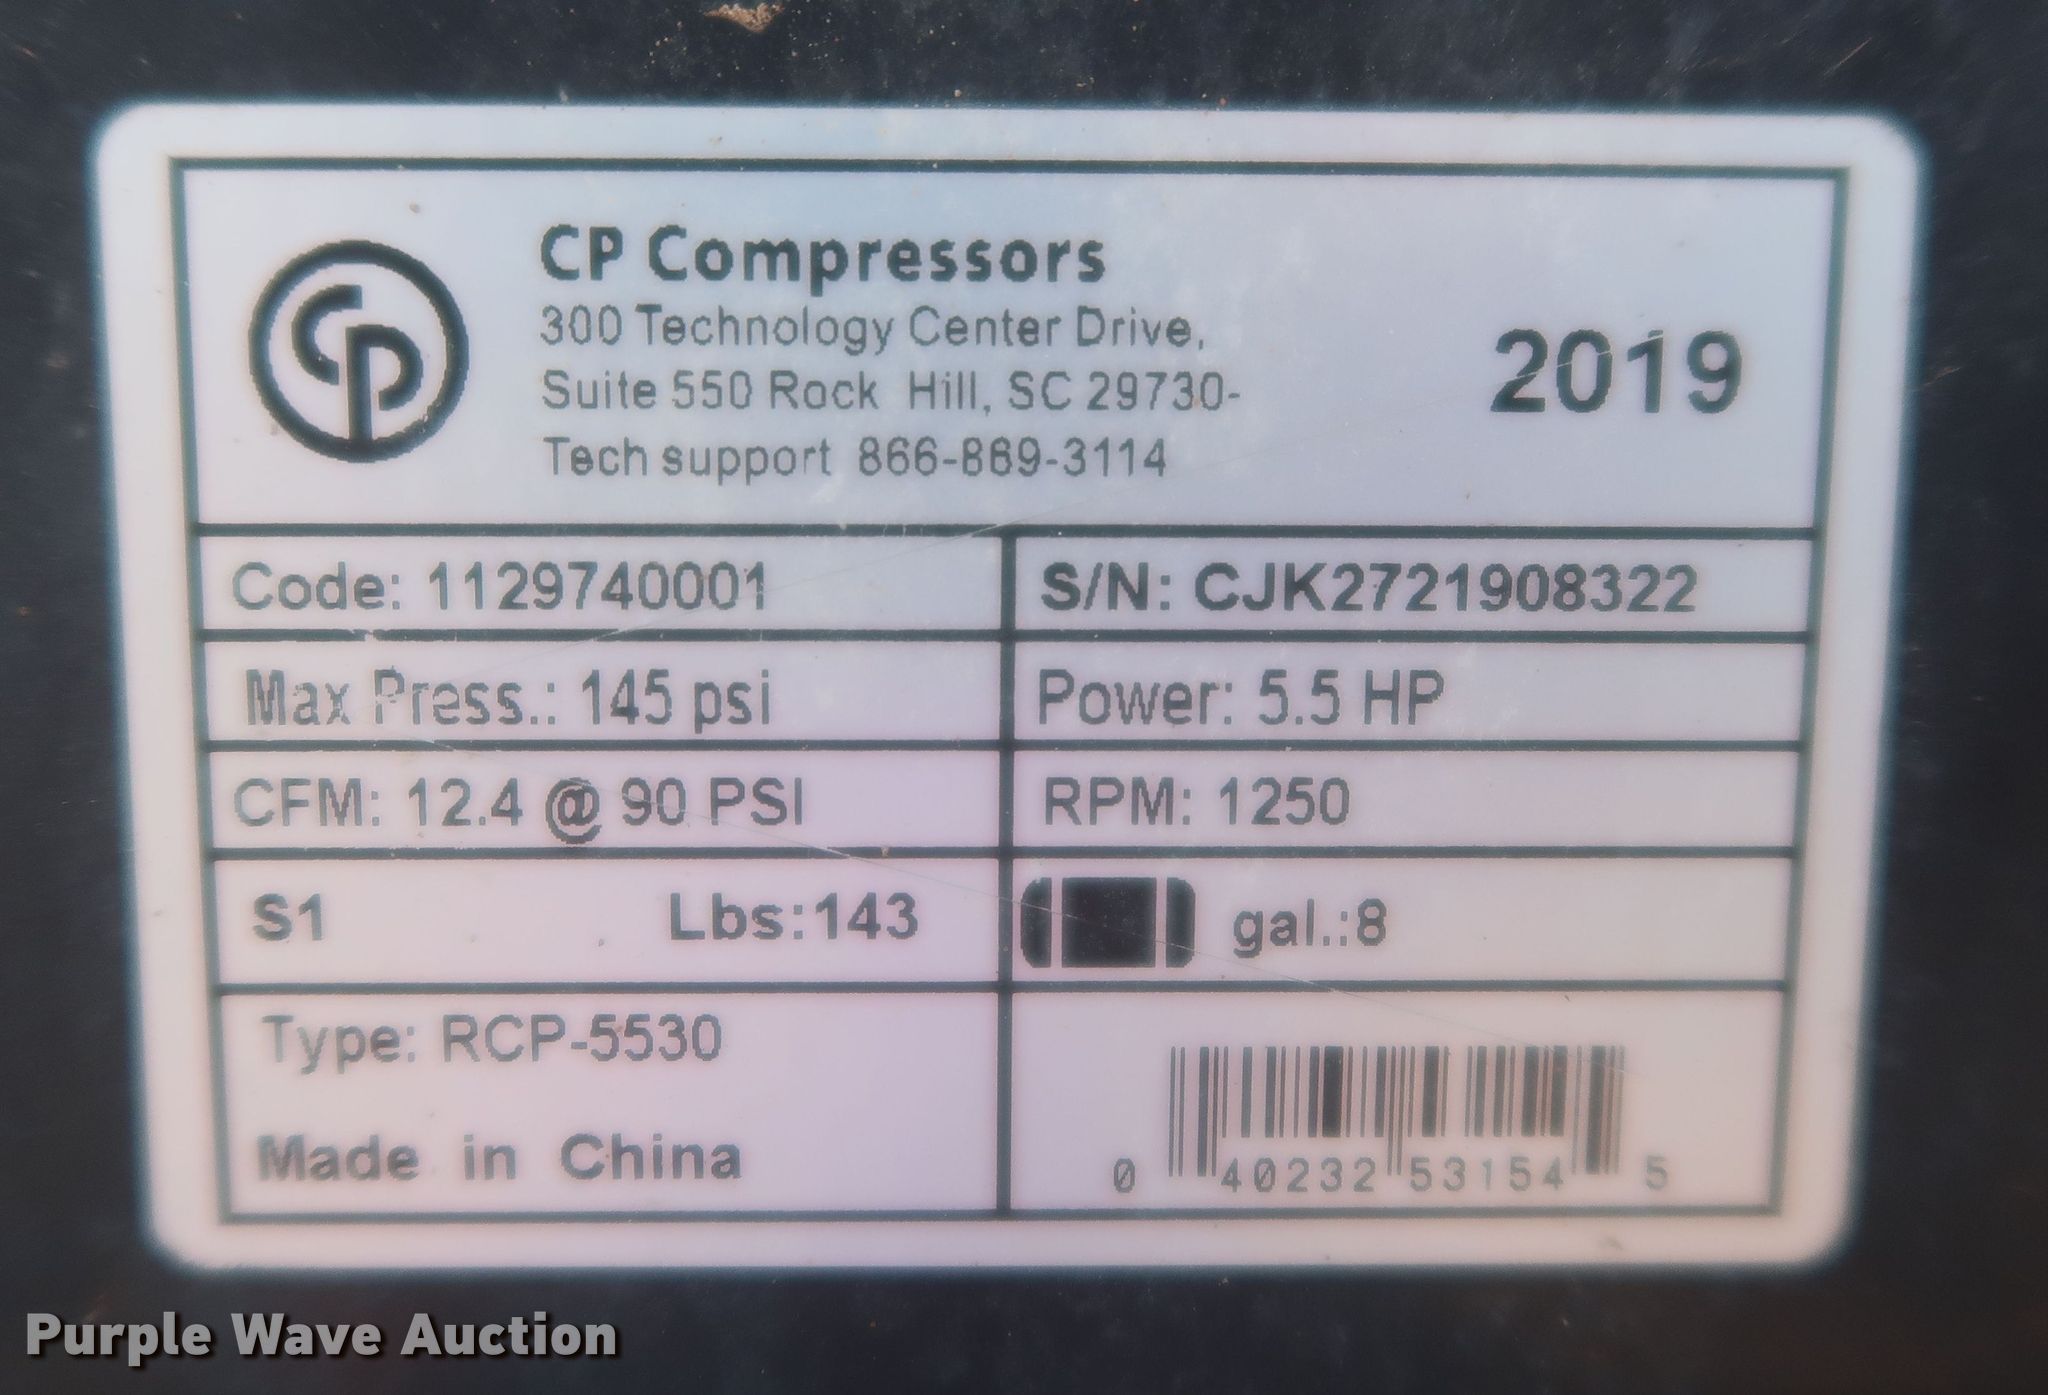 CP
CP Compressors
300 Technology Center Drive,
Suite 550 Rock Hill, SC 29730-
Tech support 866-869-3114
2019
Code: 1129740001
S/N: CJK2721908322
Max Press.: 145 psi
Power: 5.5 HP
CFM: 12.4 @ 90 PSI
RPM: 1250
S1 Lbs:143
gal.:8
Type: RCP-5530
Made in China
0 40232 53154 5
Purple Wave Auction